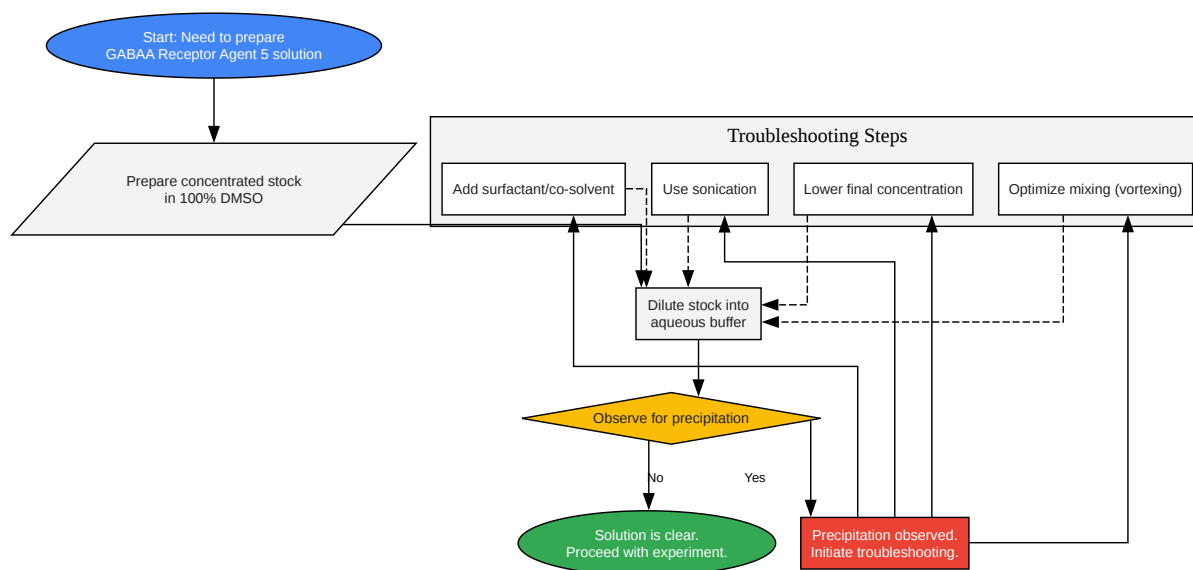 Start: Need to prepare
GABAA Receptor Agent 5 solution
Prepare concentrated stock
in 100% DMSO
Troubleshooting Steps
Add surfactant/co-solvent
Use sonication
Lower final concentration
Optimize mixing (vortexing)
Dilute stock into
aqueous buffer
Observe for precipitation
No
Yes
Solution is clear.
Proceed with experiment.
Precipitation observed.
Initiate troubleshooting.